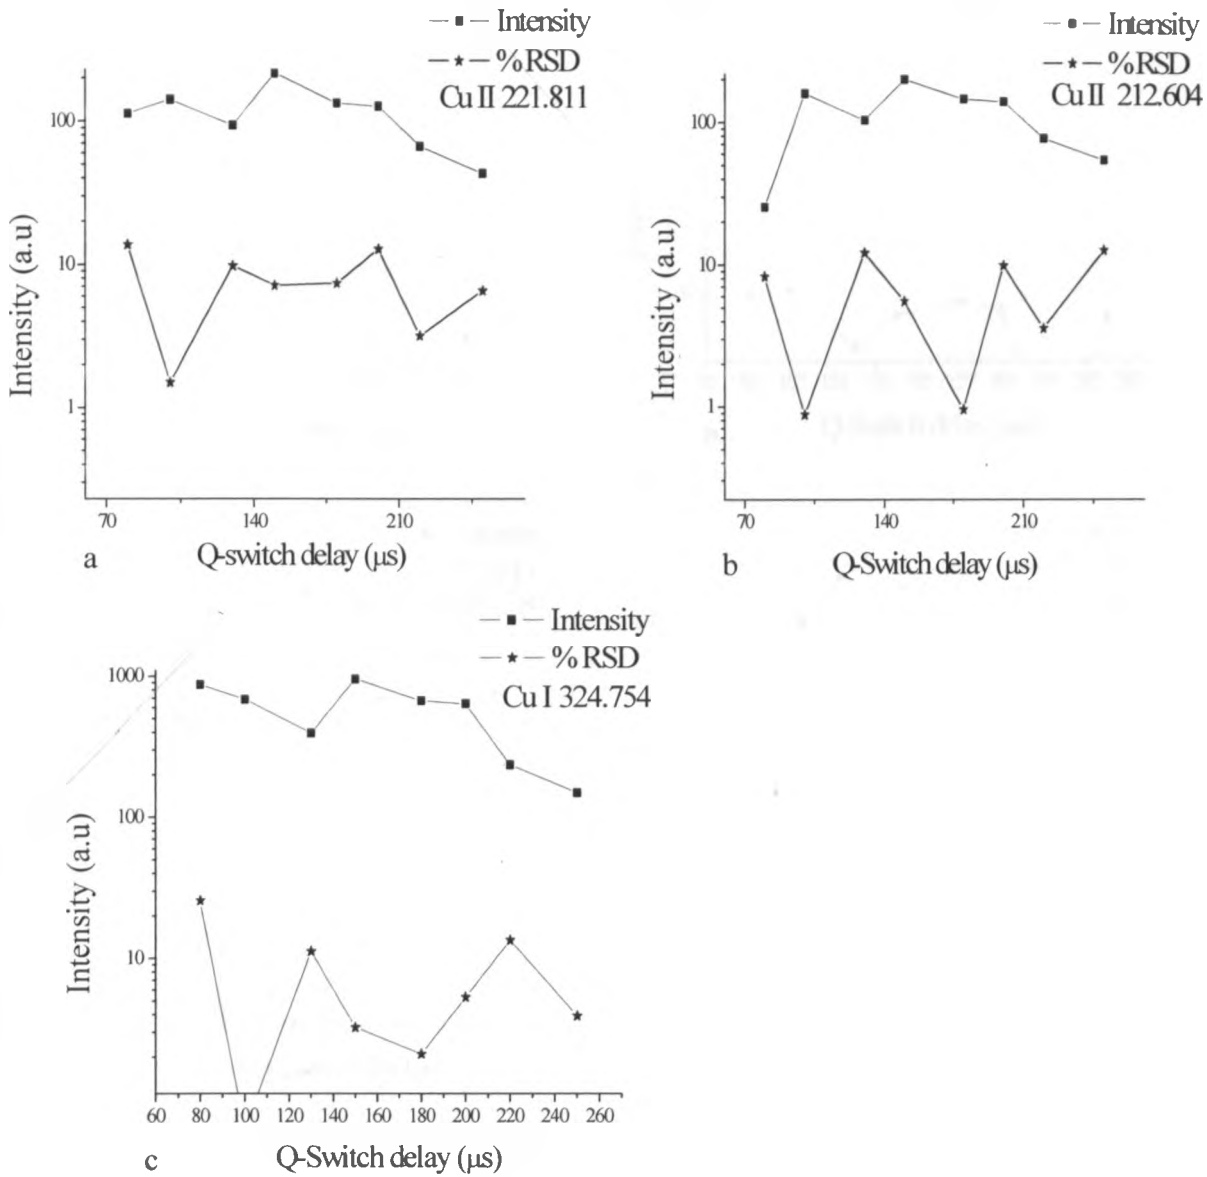 Intensity
%RSD
Cu II 221.811
100
10
1
Intensity (a.u)
70 140 210
a
Q-switch delay (μs)
Intensity
%RSD
Cu II 212.604
100
10
1
Intensity (a.u)
70 140 210
b
Q-Switch delay (μs)
Intensity
% RSD
Cu I 324.754
1000
100
10
Intensity (a.u)
60 80 100 120 140 160 180 200 220 240 260
c
Q-Switch delay (μs)